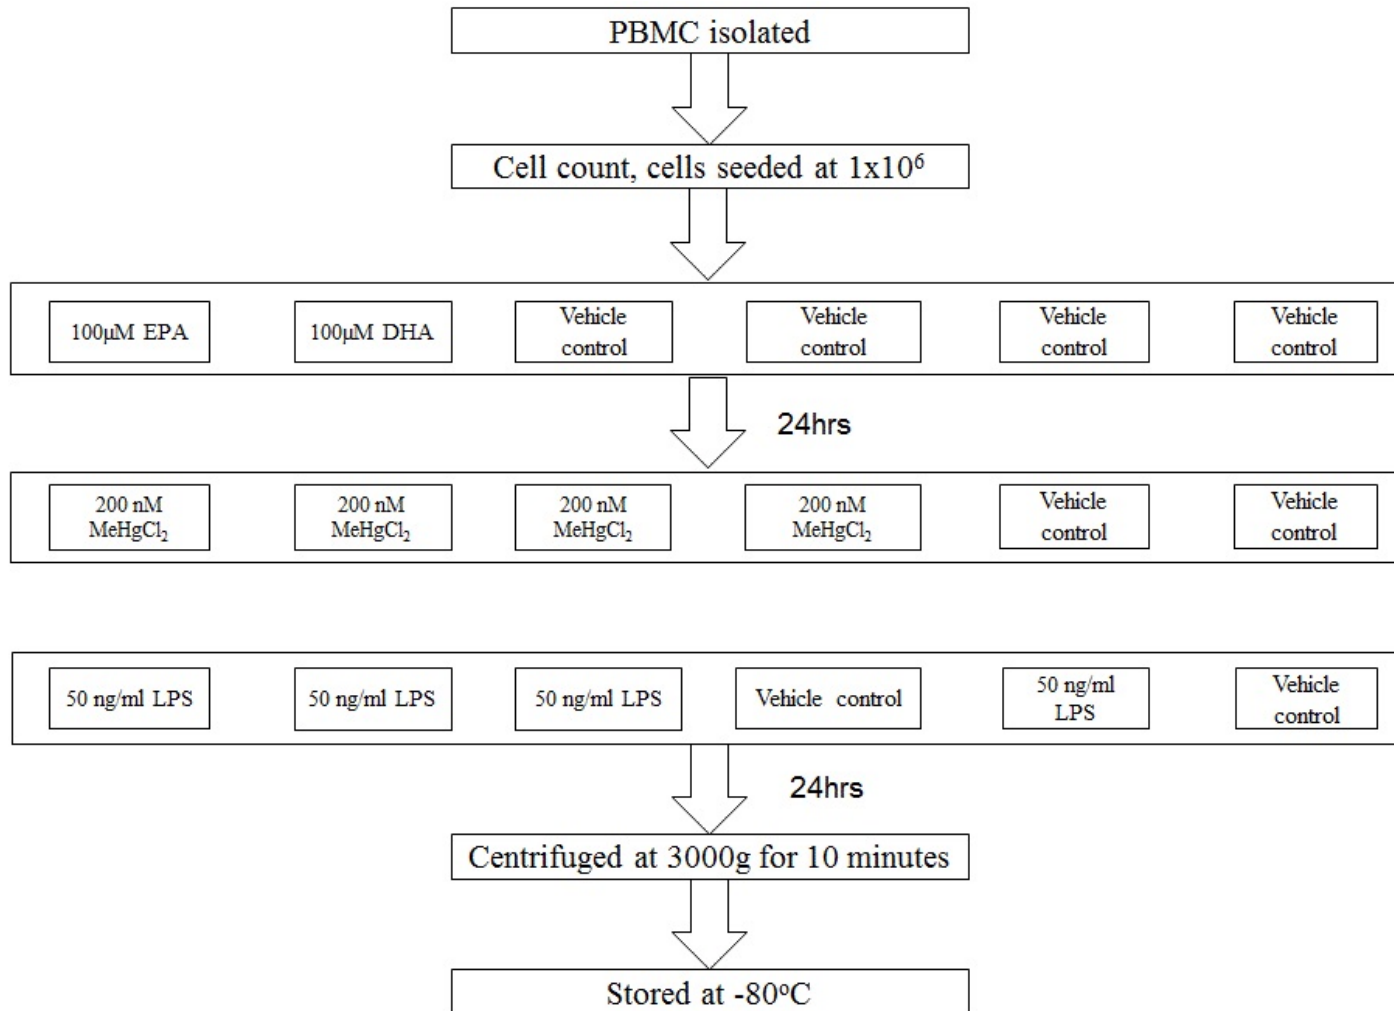 PBMC isolated
Cell count, cells seeded at 1x10⁶
100µM EPA
100µM DHA
Vehicle
control
Vehicle
control
Vehicle
control
Vehicle
control
24hrs
200 nM
MeHgCl₂
200 nM
MeHgCl₂
200 nM
MeHgCl₂
200 nM
MeHgCl₂
Vehicle
control
Vehicle
control
50 ng/ml LPS
50 ng/ml LPS
50 ng/ml LPS
Vehicle control
50 ng/ml
LPS
Vehicle
control
24hrs
Centrifuged at 3000g for 10 minutes
Stored at -80ºC